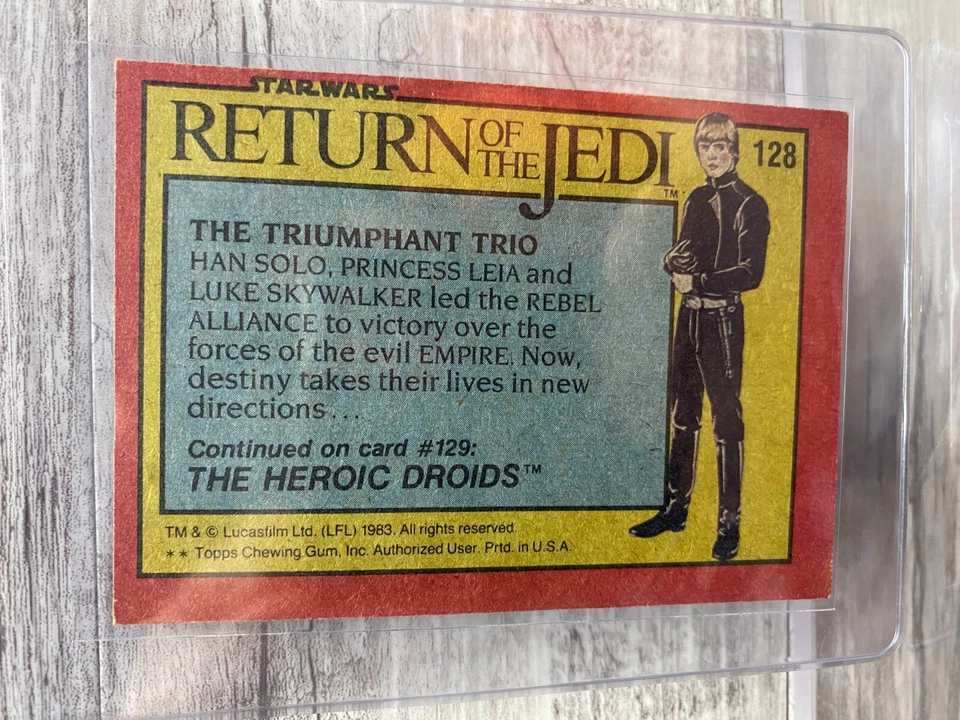 STAR WARS
RETURN OF THE JEDI™
128
THE TRIUMPHANT TRIO
HAN SOLO, PRINCESS LEIA and
LUKE SKYWALKER led the REBEL
ALLIANCE to victory over the
forces of the evil EMPIRE. Now,
destiny takes their lives in new
directions...
Continued on card #129:
THE HEROIC DROIDS™
TM & © Lucasfilm Ltd. (LFL) 1983. All rights reserved.
** Topps Chewing Gum, Inc. Authorized User. Prtd. in U.S.A.